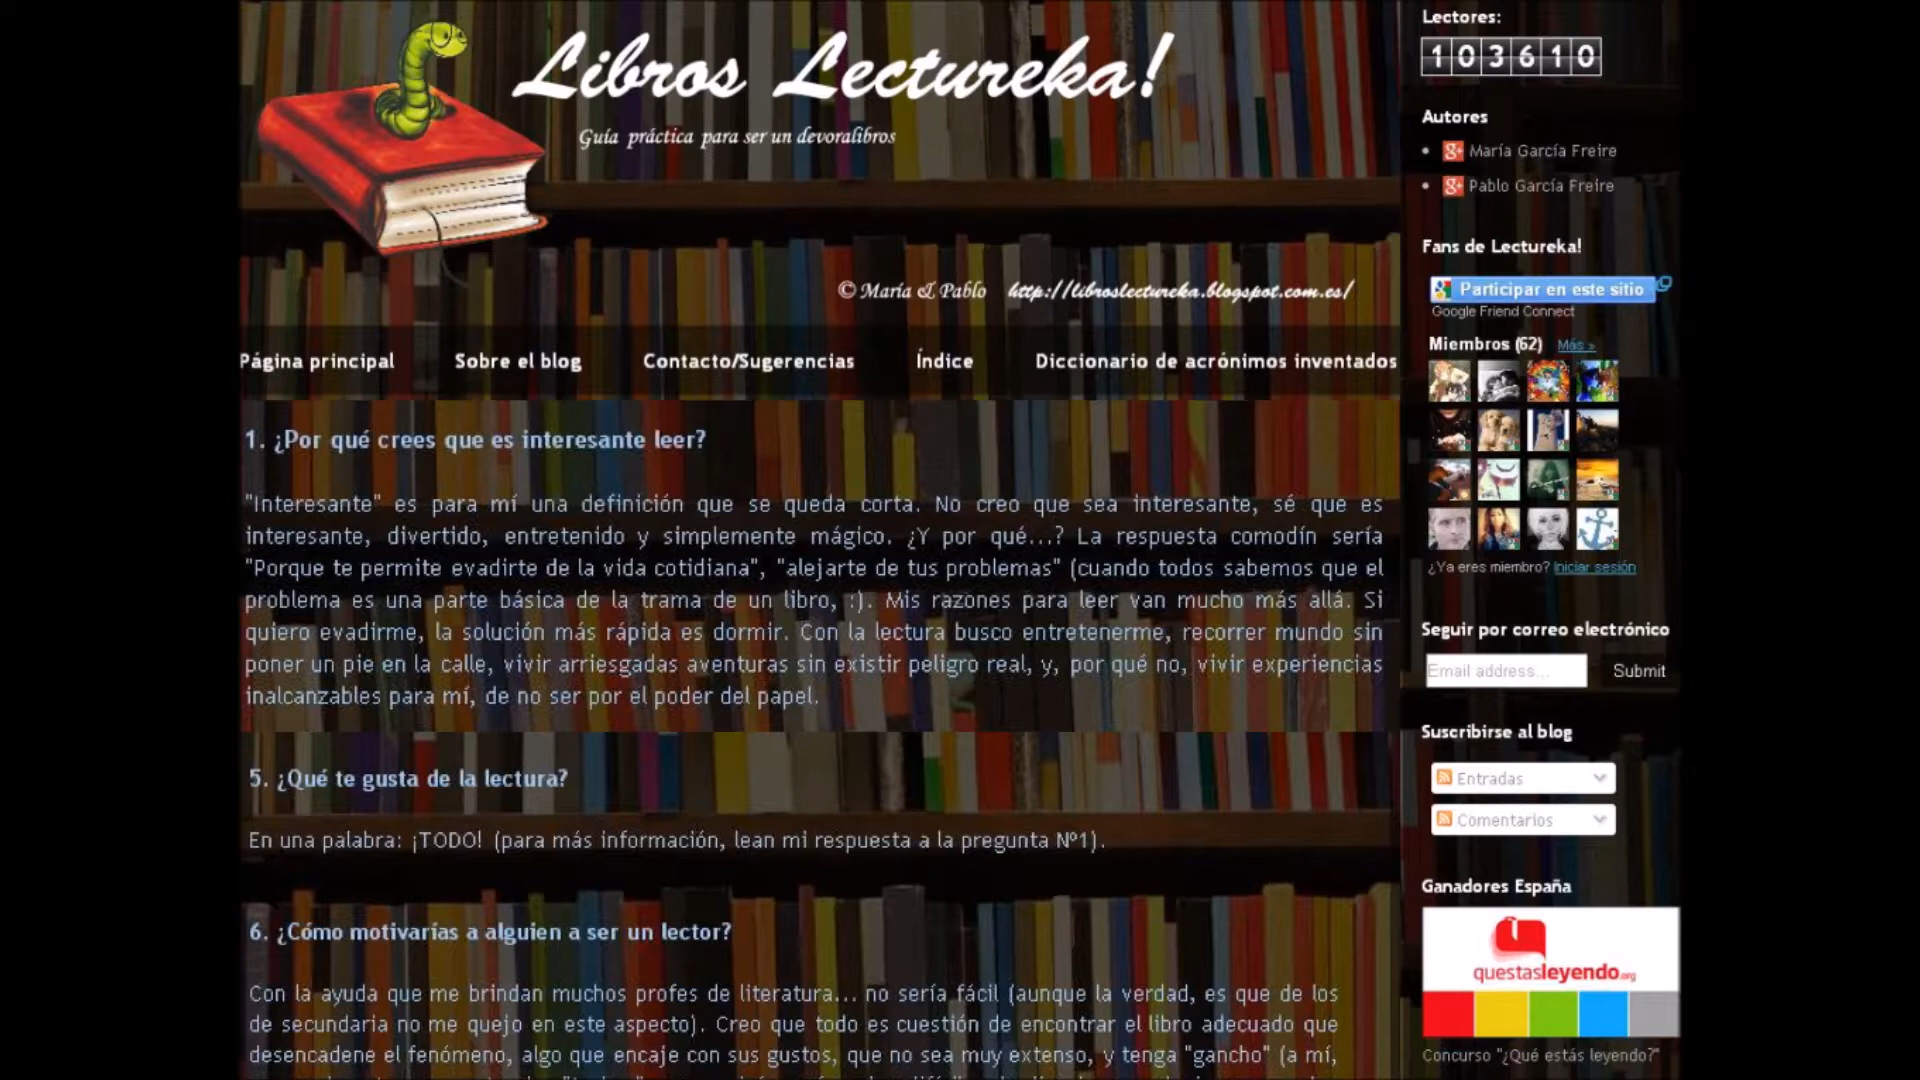 Libros Lectureka!
Guía práctica para ser un devoralibros
© María & Pablo http://libroslectureka.blogspot.com.es/
Página principal Sobre el blog Contacto/Sugerencias Índice Diccionario de acrónimos inventados
1. ¿Por qué crees que es interesante leer?
"Interesante" es para mí una definición que se queda corta. No creo que sea interesante, sé que es
interesante, divertido, entretenido y simplemente mágico. ¿Y por qué...? La respuesta comodín sería
"Porque te permite evadirte de la vida cotidiana", "alejarte de tus problemas" (cuando todos sabemos que el
problema es una parte básica de la trama de un libro, :). Mis razones para leer van mucho más allá. Si
quiero evadirme, la solución más rápida es dormir. Con la lectura busco entretenerme, recorrer mundo sin
poner un pie en la calle, vivir arriesgadas aventuras sin existir peligro real, y, por qué no, vivir experiencias
inalcanzables para mí, de no ser por el poder del papel.
5. ¿Qué te gusta de la lectura?
En una palabra: ¡TODO! (para más información, lean mi respuesta a la pregunta Nº1).
6. ¿Cómo motivarías a alguien a ser un lector?
Con la ayuda que me brindan muchos profes de literatura... no sería fácil (aunque la verdad, es que de los
de secundaria no me quejo en este aspecto). Creo que todo es cuestión de encontrar el libro adecuado que
desencadene el fenómeno, algo que encaje con sus gustos, que no sea muy extenso, y tenga "gancho" (a mí,
Lectores:
103610
Autores
María García Freire
Pablo García Freire
Fans de Lectureka!
Participar en este sitio
Google Friend Connect
Miembros (62) Más »
¿Ya eres miembro? Iniciar sesión
Seguir por correo electrónico
Email address... Submit
Suscribirse al blog
Entradas
Comentarios
Ganadores España
questasleyendo.org
Concurso "¿Qué estás leyendo?"